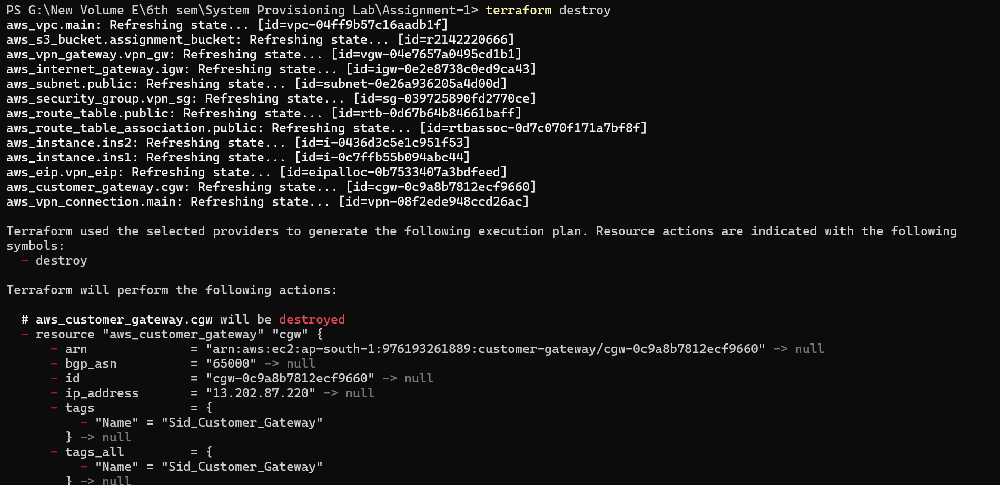 PS G:\New Volume E\6th sem\System Provisioning Lab\Assignment-1> terraform destroy
aws_vpc.main: Refreshing state... [id=vpc-04ff9b57c16aadb1f]
aws_s3_bucket.assignment_bucket: Refreshing state... [id=r2142220666]
aws_vpn_gateway.vpn_gw: Refreshing state... [id=vgw-04e7657a0495cd1b1]
aws_internet_gateway.igw: Refreshing state... [id=igw-0e2e8738c0ed9ca43]
aws_subnet.public: Refreshing state... [id=subnet-0e26a936205a4d00d]
aws_security_group.vpn_sg: Refreshing state... [id=sg-039725890fd2770ce]
aws_route_table.public: Refreshing state... [id=rtb-0d67b64b84661baff]
aws_route_table_association.public: Refreshing state... [id=rtbassoc-0d7c070f171a7bf8f]
aws_instance.ins2: Refreshing state... [id=i-0436d3c5e1c951f53]
aws_instance.ins1: Refreshing state... [id=i-0c7ffb55b094abc44]
aws_eip.vpn_eip: Refreshing state... [id=eipalloc-0b7533407a3bdfeed]
aws_customer_gateway.cgw: Refreshing state... [id=cgw-0c9a8b7812ecf9660]
aws_vpn_connection.main: Refreshing state... [id=vpn-08f2ede948ccd26ac]
Terraform used the selected providers to generate the following execution plan. Resource actions are indicated with the following
symbols:
- destroy
Terraform will perform the following actions:
# aws_customer_gateway.cgw will be destroyed
- resource "aws_customer_gateway" "cgw" {
- arn = "arn:aws:ec2:ap-south-1:976193261889:customer-gateway/cgw-0c9a8b7812ecf9660" -> null
- bgp_asn = "65000" -> null
- id = "cgw-0c9a8b7812ecf9660" -> null
- ip_address = "13.202.87.220" -> null
- tags = {
- "Name" = "Sid_Customer_Gateway"
} -> null
- tags_all = {
- "Name" = "Sid_Customer_Gateway"
} -> null